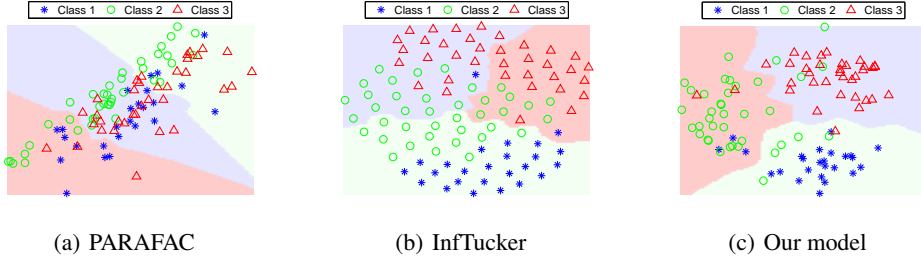 Class 1 Class 2 Class 3
Class 1 Class 2 Class 3
Class 1 Class 2 Class 3
(a) PARAFAC
(b) InfTucker
(c) Our model